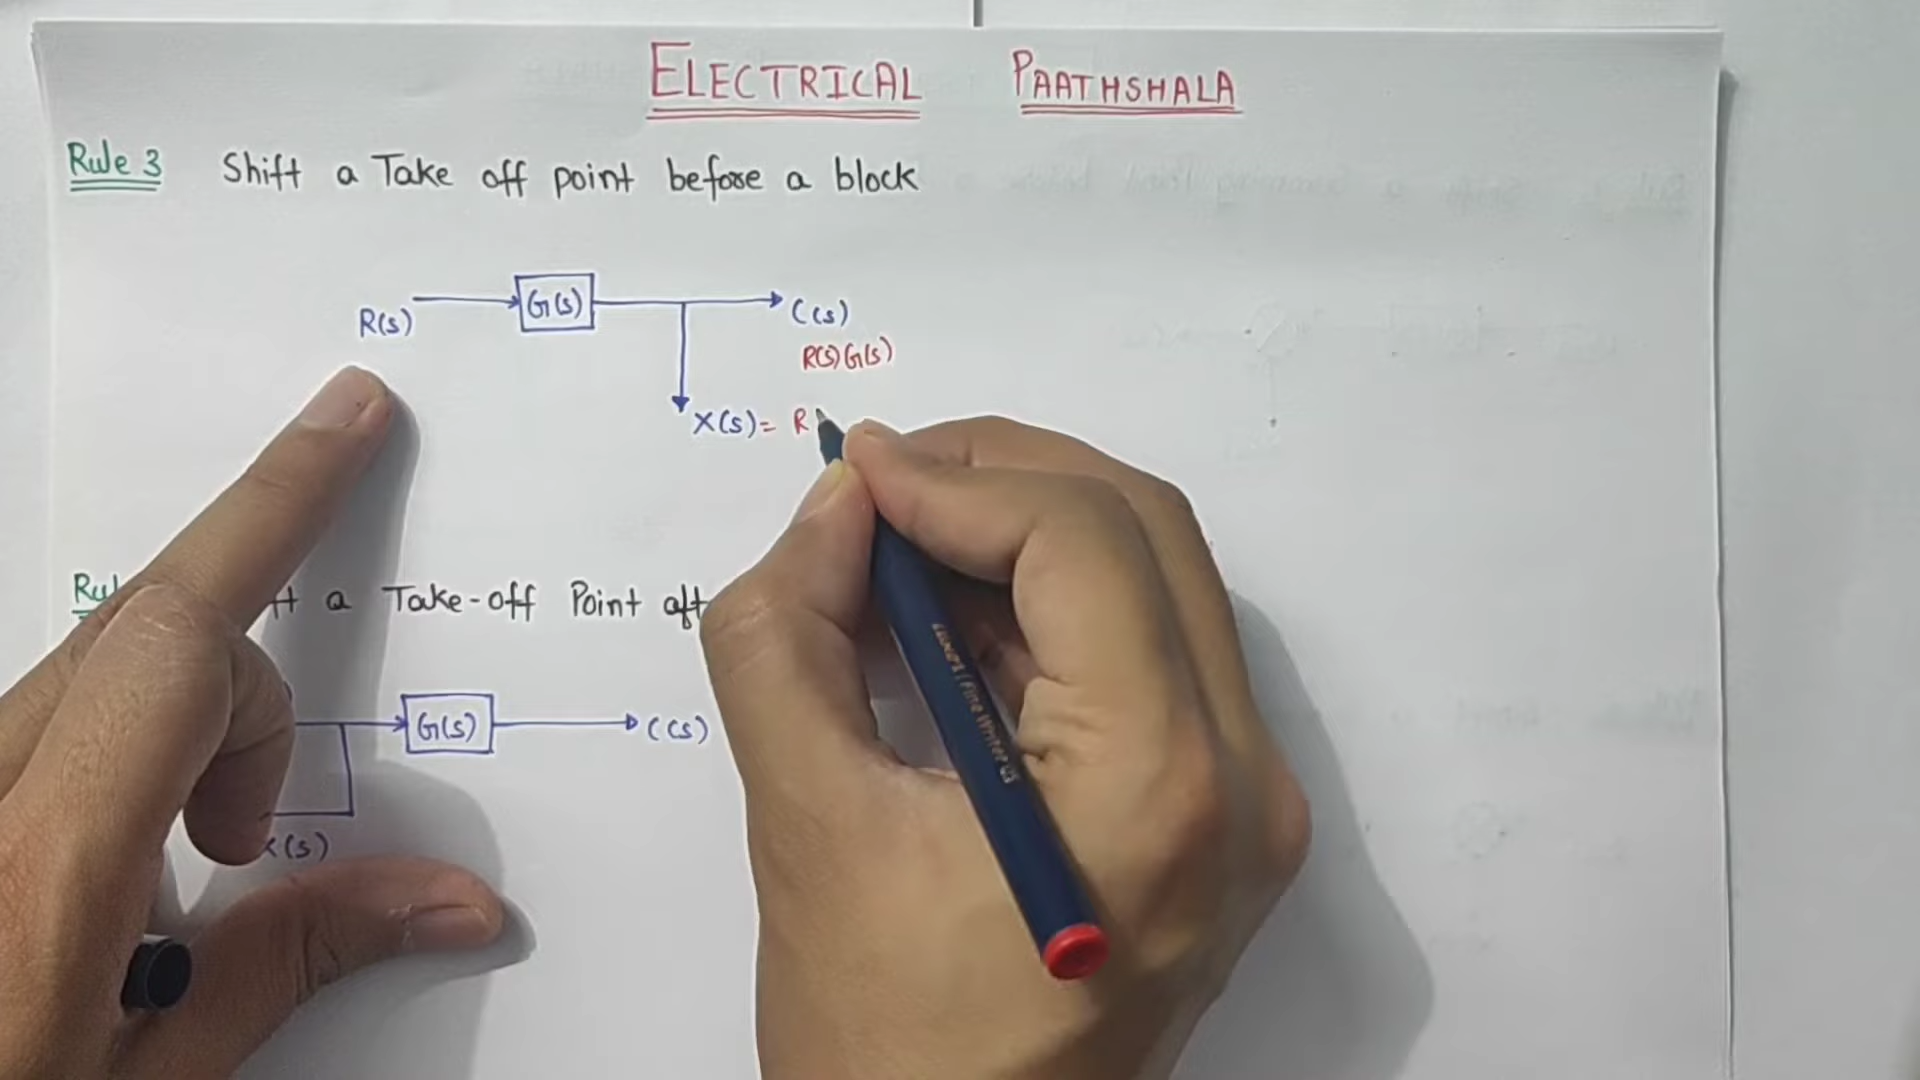 ELECTRICAL PAATHSHALA
Rule 3 Shift a Take off point before a block
R(s) G(s) C(s)
R(s)G(s)
X(s)= R
a Take-off Point
G(s) C(s)
(s)